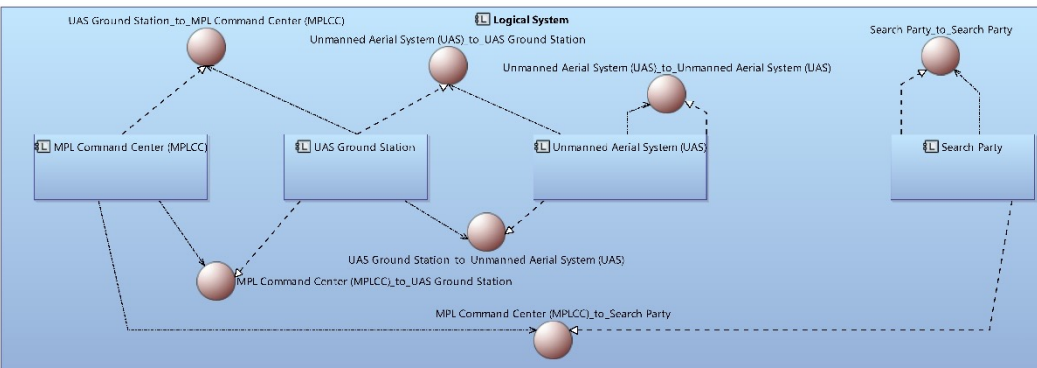 Logical System
UAS Ground Station_to_MPL Command Center (MPLCC)
Unmanned Aerial System (UAS)_to_UAS Ground Station
Search Party_to_Search Party
Unmanned Aerial System (UAS)_to_Unmanned Aerial System (UAS)
MPL Command Center (MPLCC)
UAS Ground Station
Unmanned Aerial System (UAS)
Search Party
UAS Ground Station_to_Unmanned Aerial System (UAS)
MPL Command Center (MPLCC)_to_UAS Ground Station
MPL Command Center (MPLCC)_to_Search Party